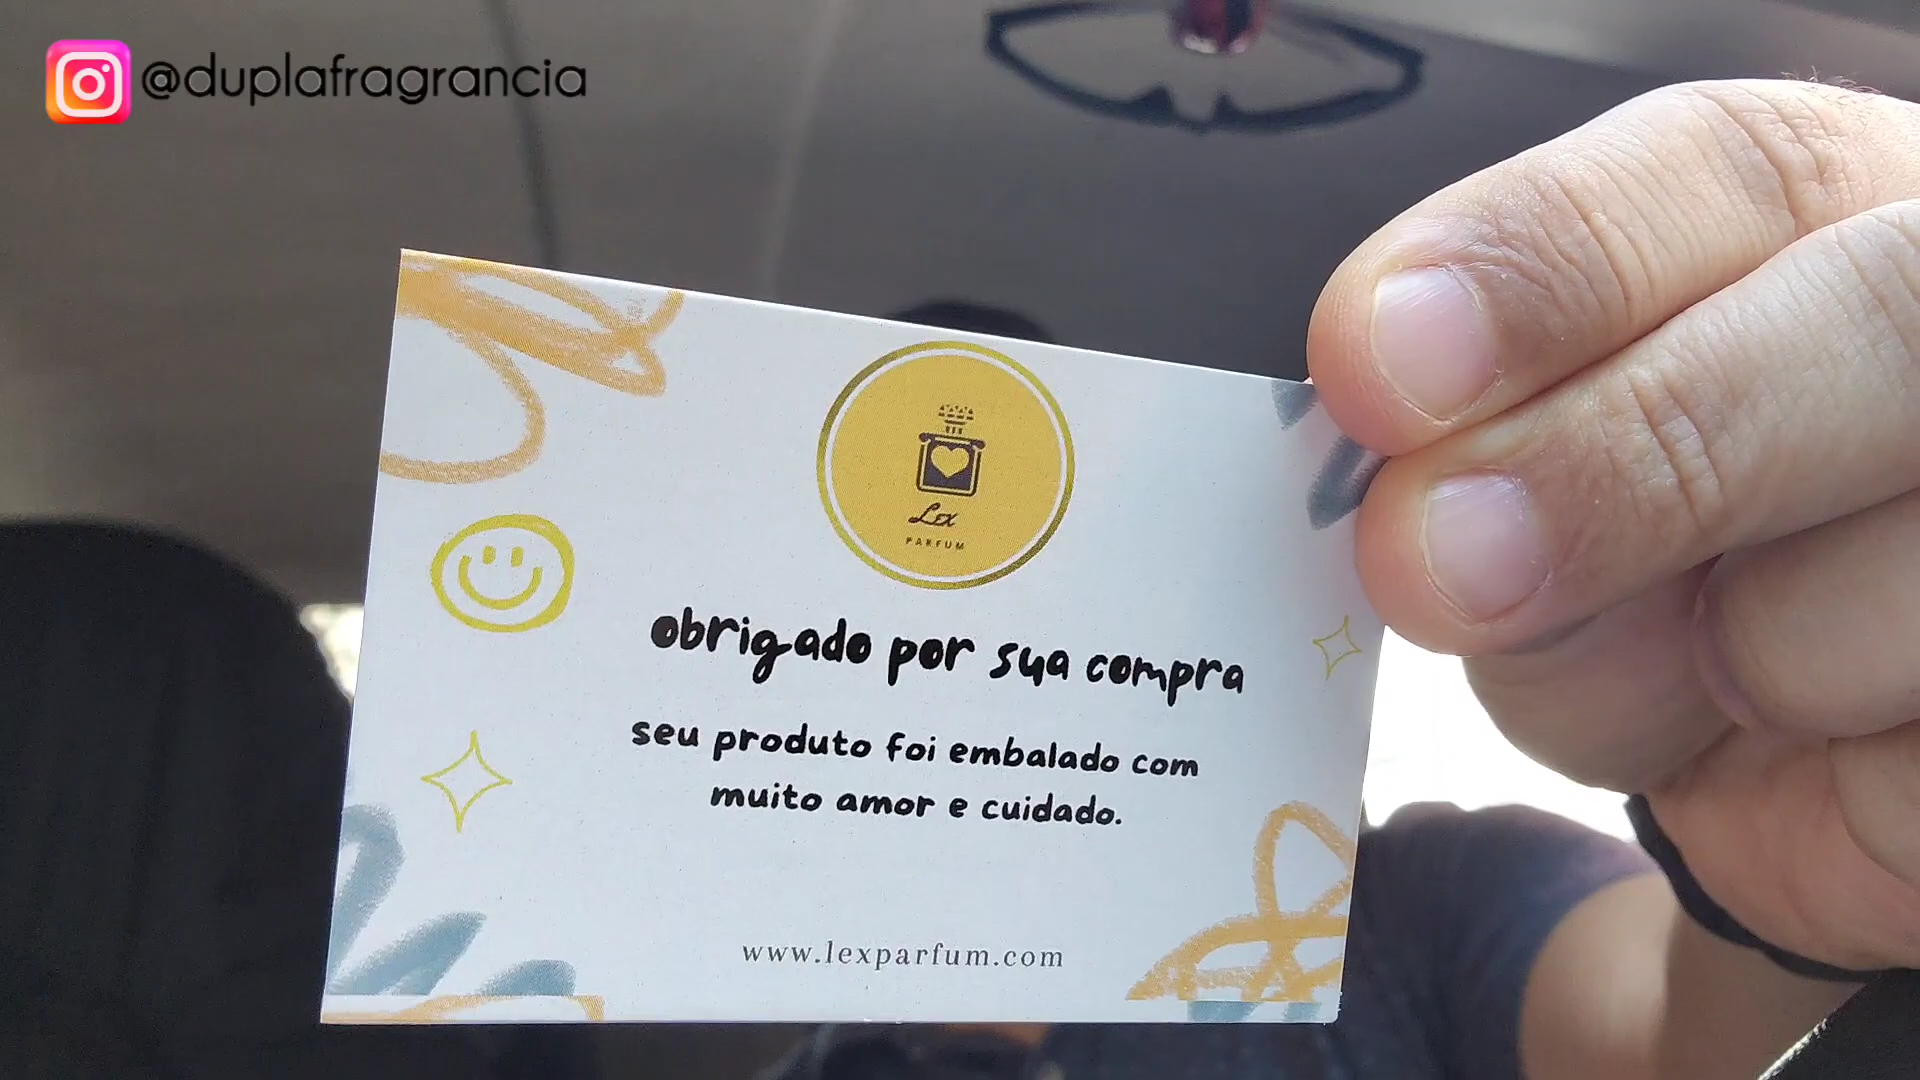 @duplafragrancia
Lex
PARFUM
obrigado por sua compra
seu produto foi embalado com
muito amor e cuidado.
www.lexparfum.com